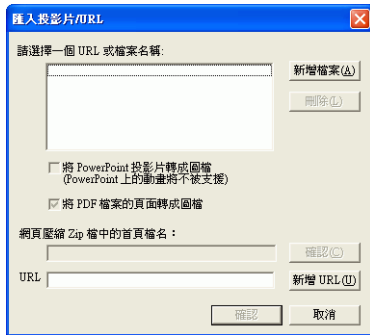 匯入投影片/URL
請選擇一個 URL 或檔案名稱:
新增檔案(A)
刪除(L)
將 PowerPoint 投影片轉成圖檔
(PowerPoint 上的動畫將不被支援)
將 PDF 檔案的頁面轉成圖檔
網頁壓縮 Zip 檔中的首頁檔名：
確認(C)
URL
新增 URL(U)
確認
取消